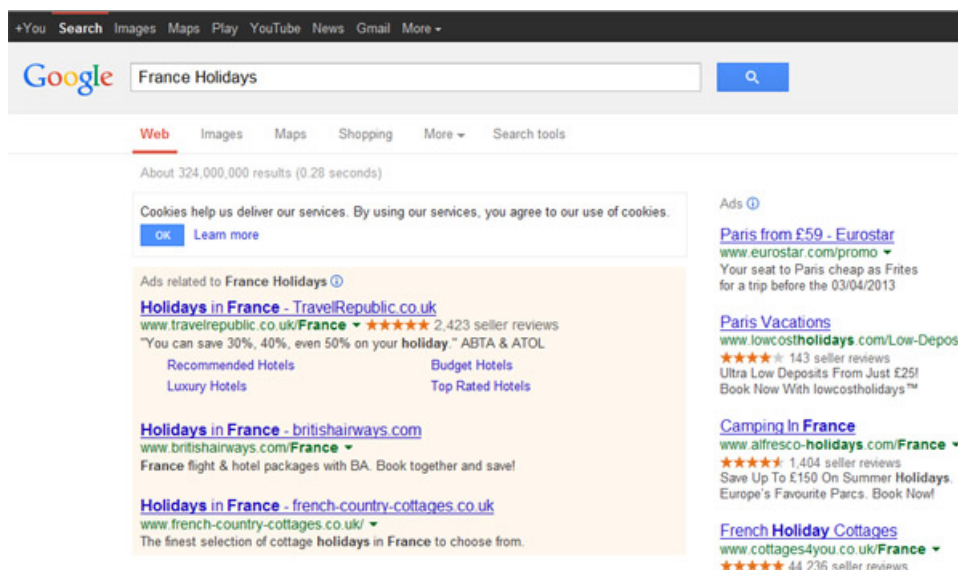 +You Search Images Maps Play YouTube News Gmail More
Google France Holidays
Web Images Maps Shopping More Search tools
About 324,000,000 results (0.28 seconds)
Cookies help us deliver our services. By using our services, you agree to our use of cookies.
OK Learn more
Ads related to France Holidays
Holidays in France - TravelRepublic.co.uk
www.travelrepublic.co.uk/France 2,423 seller reviews
"You can save 30%, 40%, even 50% on your holiday." ABTA & ATOL
Recommended Hotels Budget Hotels
Luxury Hotels Top Rated Hotels
Holidays in France - britishairways.com
www.britishairways.com/France
France flight & hotel packages with BA. Book together and save!
Holidays in France - french-country-cottages.co.uk
www.french-country-cottages.co.uk/
The finest selection of cottage holidays in France to choose from.
Ads
Paris from £59 - Eurostar
www.eurostar.com/promo
Your seat to Paris cheap as Frites
for a trip before the 03/04/2013
Paris Vacations
www.lowcostholidays.com/Low-Depos
143 seller reviews
Ultra Low Deposits From Just £25!
Book Now With lowcostholidays™
Camping In France
www.alfresco-holidays.com/France
1,404 seller reviews
Save Up To £150 On Summer Holidays.
Europe's Favourite Parcs. Book Now!
French Holiday Cottages
www.cottages4you.co.uk/France
44,236 seller reviews